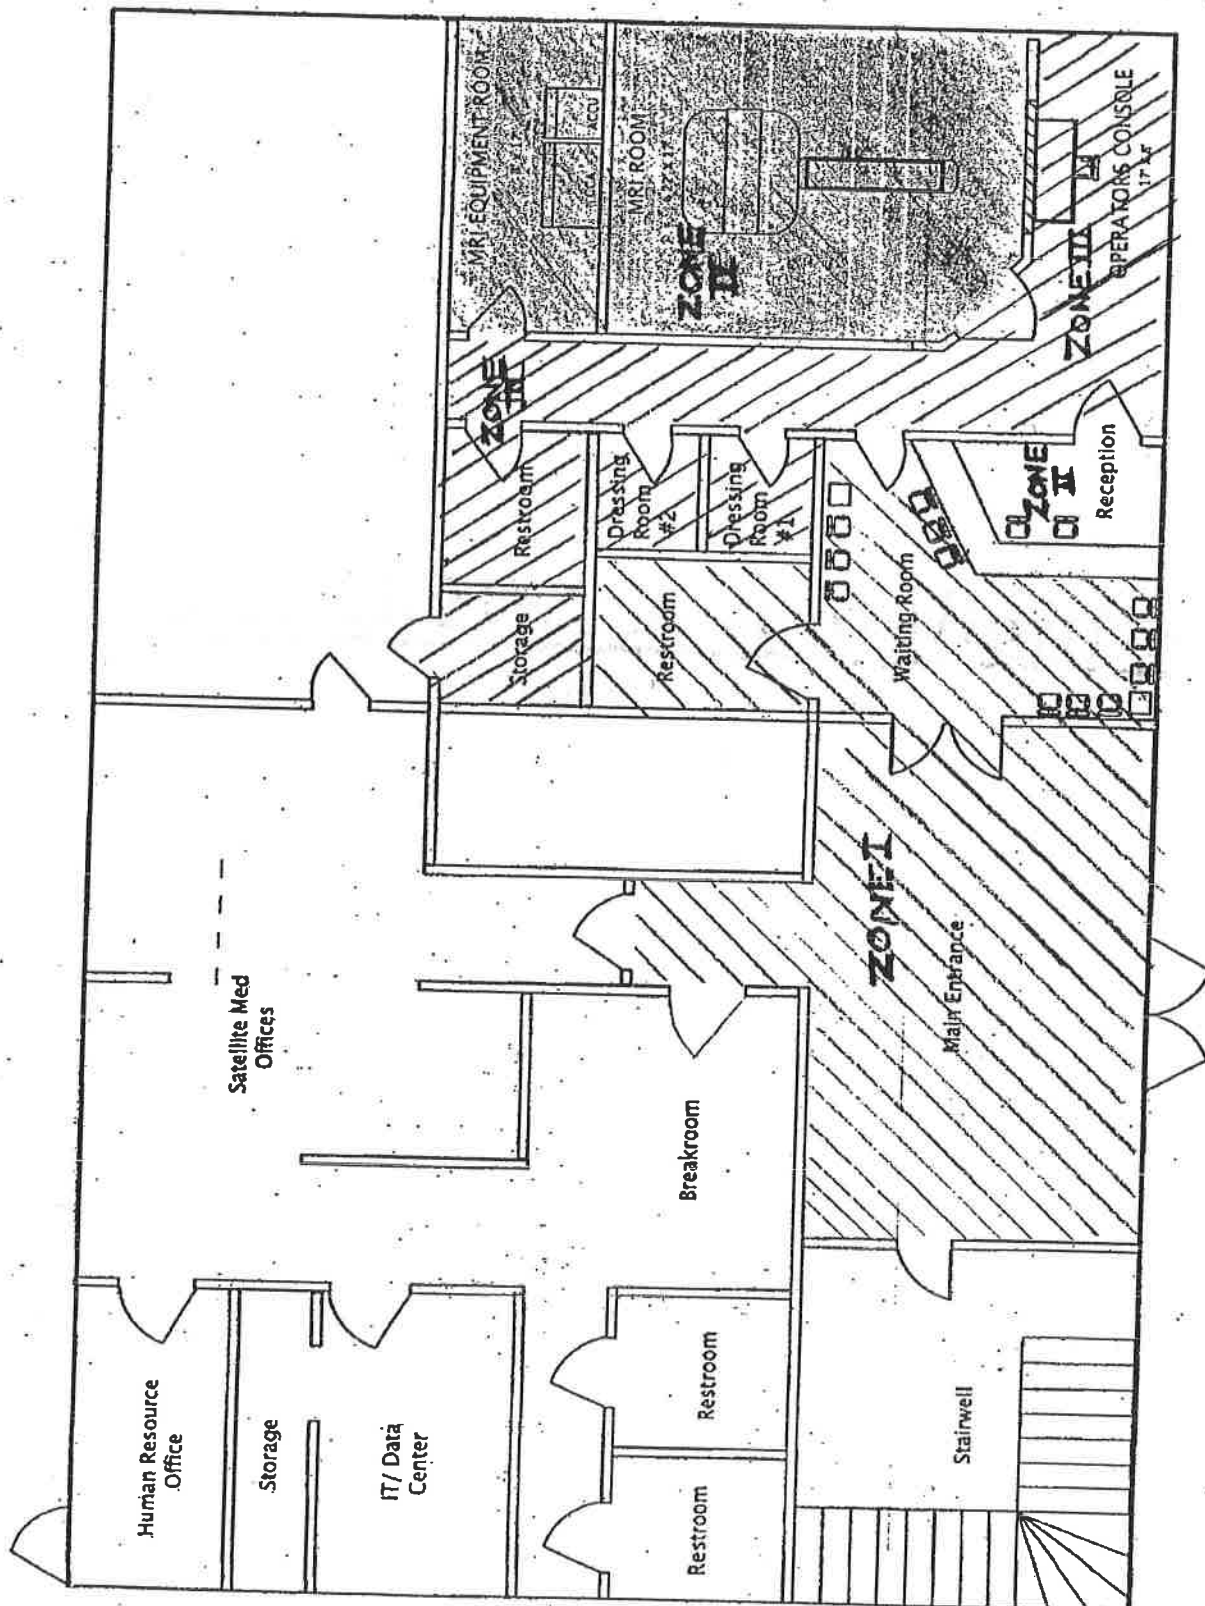 Human Resource
Office
Storage
IT/ Data
Center
Satellite Med
Offices
MRI EQUIPMENT ROOM
CCA
ACCU
MRI ROOM
ZONE
ZONE
Restroom
Storage
Dressing
Room
#2
Dressing
Room
#1
Restroom
Restroom
Restroom
Breakroom
Waiting Room
ZONE I
Main Entrance
Stairwell
ZONE
II
Reception
ZONE III
OPERATORS CONSOLE